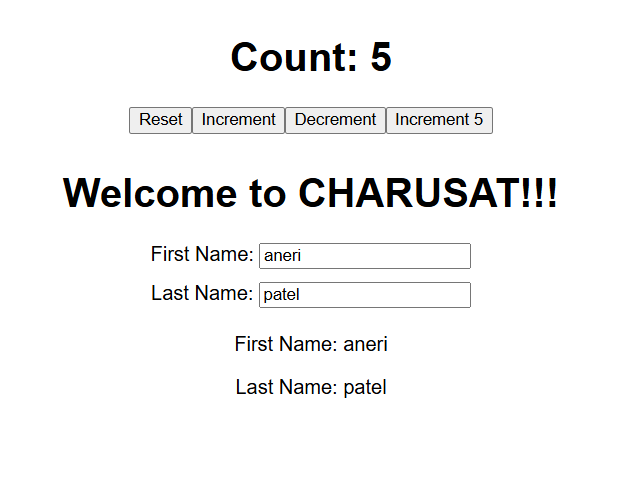 Count: 5
Reset Increment Decrement Increment 5
Welcome to CHARUSAT!!!
First Name: aneri
Last Name: patel
First Name: aneri
Last Name: patel